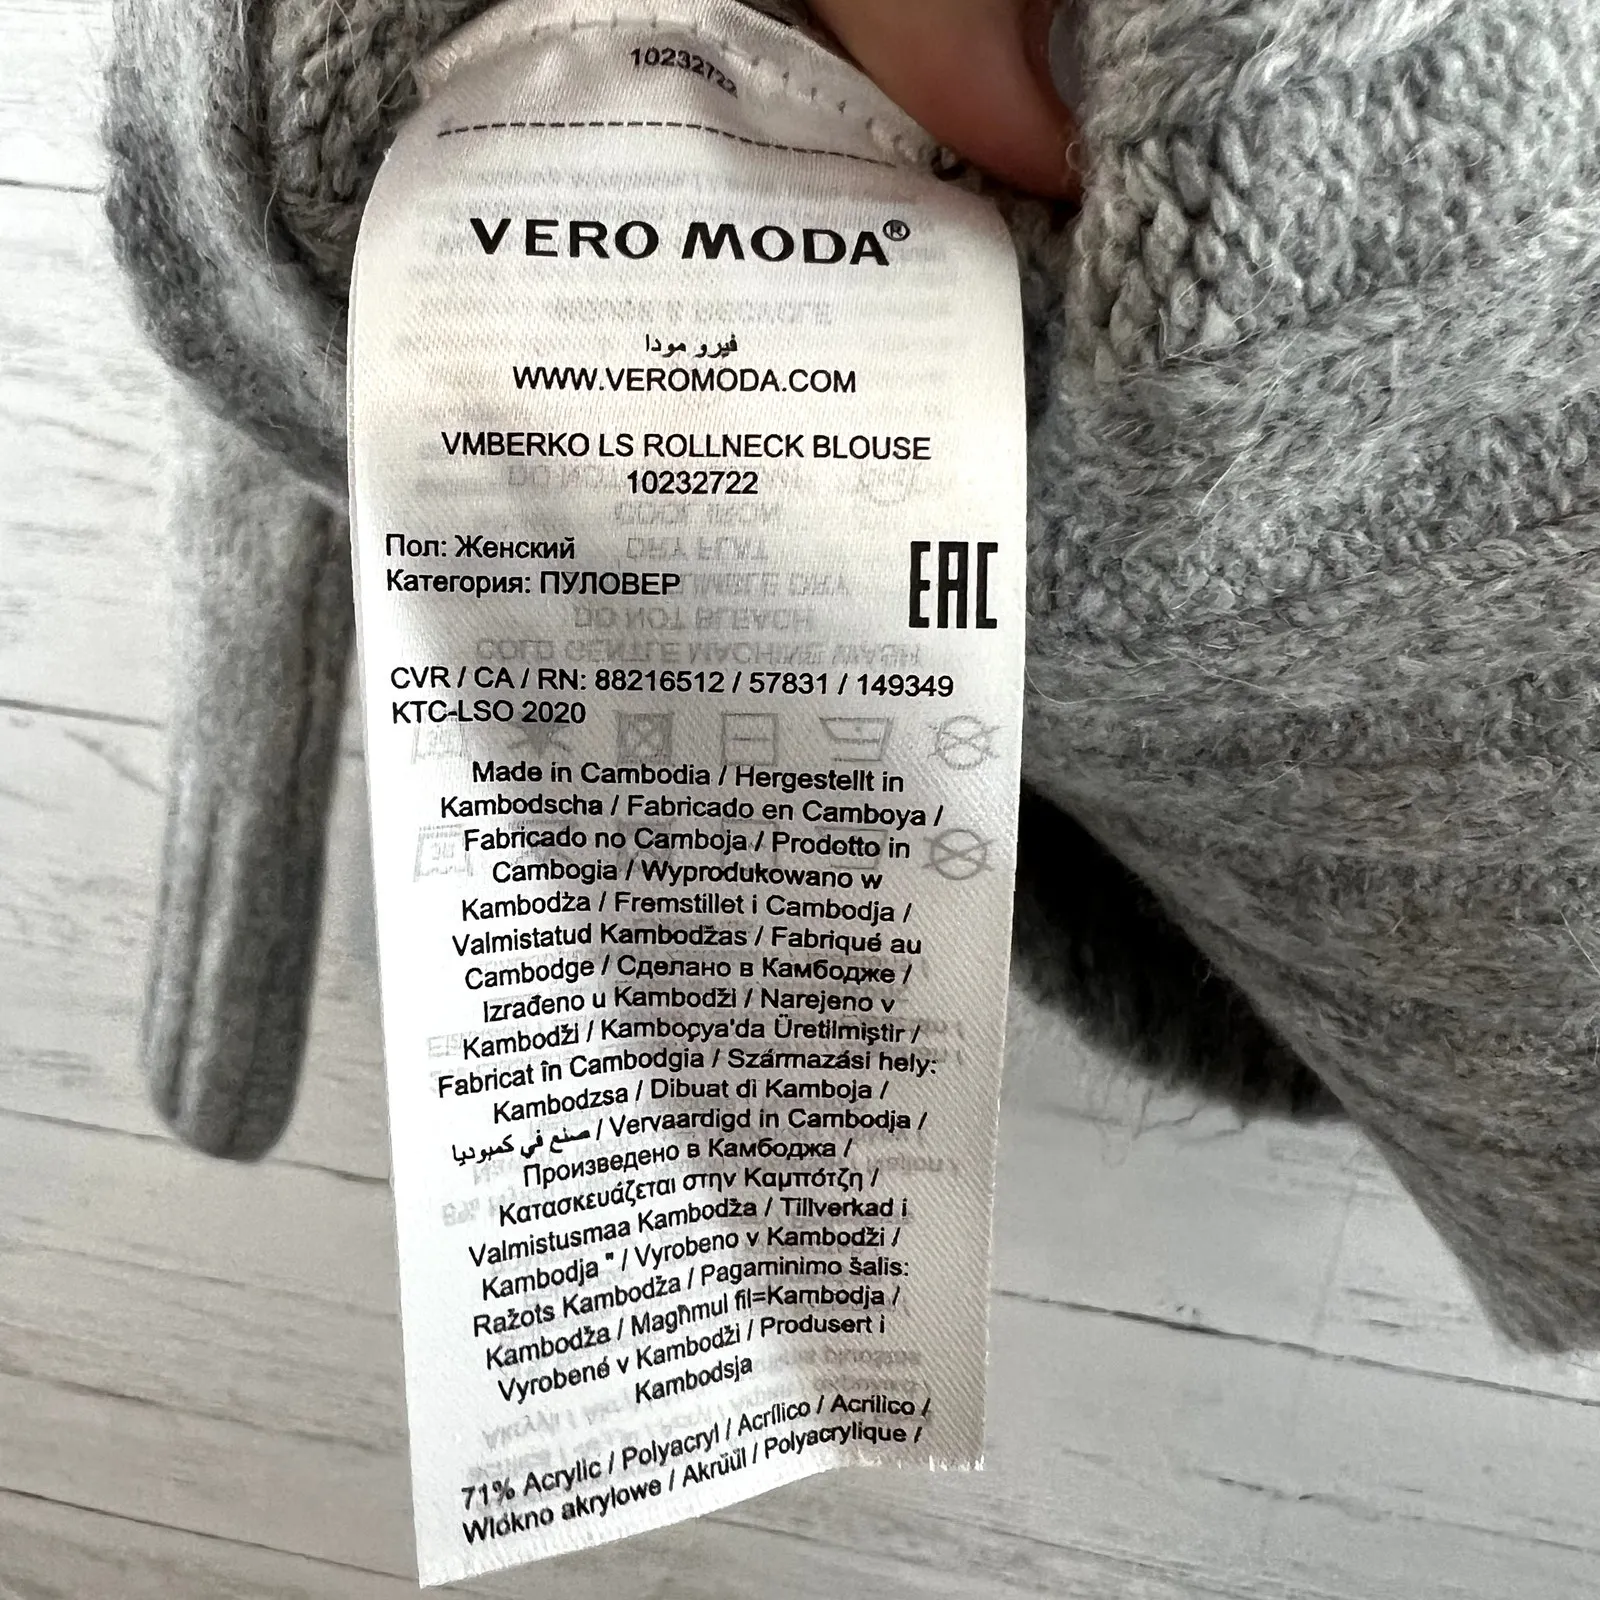 10232722
VERO MODA®
فيرو مودا
WWW.VEROMODA.COM
VMBERKO LS ROLLNECK BLOUSE
10232722
Пол: Женский
Категория: ПУЛОВЕР
EAC
CVR / CA / RN: 88216512 / 57831 / 149349
KTC-LSO 2020
Made in Cambodia / Hergestellt in
Kambodscha / Fabricado en Camboya /
Fabricado no Camboja / Prodotto in
Cambogia / Wyprodukowano w
Kambodża / Fremstillet i Cambodja /
Valmistatud Kambodžas / Fabriqué au
Cambodge / Сделано в Камбодже /
Izrađeno u Kambodži / Narejeno v
Kambodži / Kamboçya'da Üretilmiştir /
Fabricat în Cambodgia / Származási hely:
Kambodzsa / Dibuat di Kamboja /
صنع في كمبوديا / Vervaardigd in Cambodja /
Произведено в Камбоджа /
Κατασκευάζεται στην Καμπότζη /
Valmistusmaa Kambodža / Tillverkad i
Kambodja " / Vyrobeno v Kambodži /
Ražots Kambodža / Pagaminimo šalis:
Kambodža / Magħmul fil=Kambodja /
Vyrobené v Kambodži / Produsert i
Kambodsja
71% Acrylic / Polyacryl / Acrílico / Acrílico /
Włókno akrylowe / Akrüül / Polyacrylique /